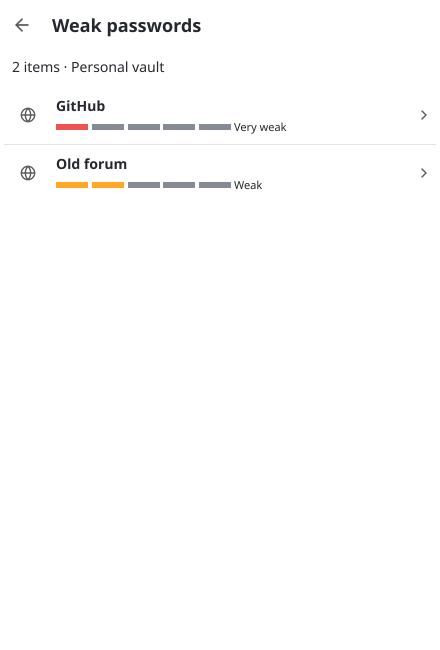 Weak passwords
2 items · Personal vault
GitHub
Very weak
Old forum
Weak